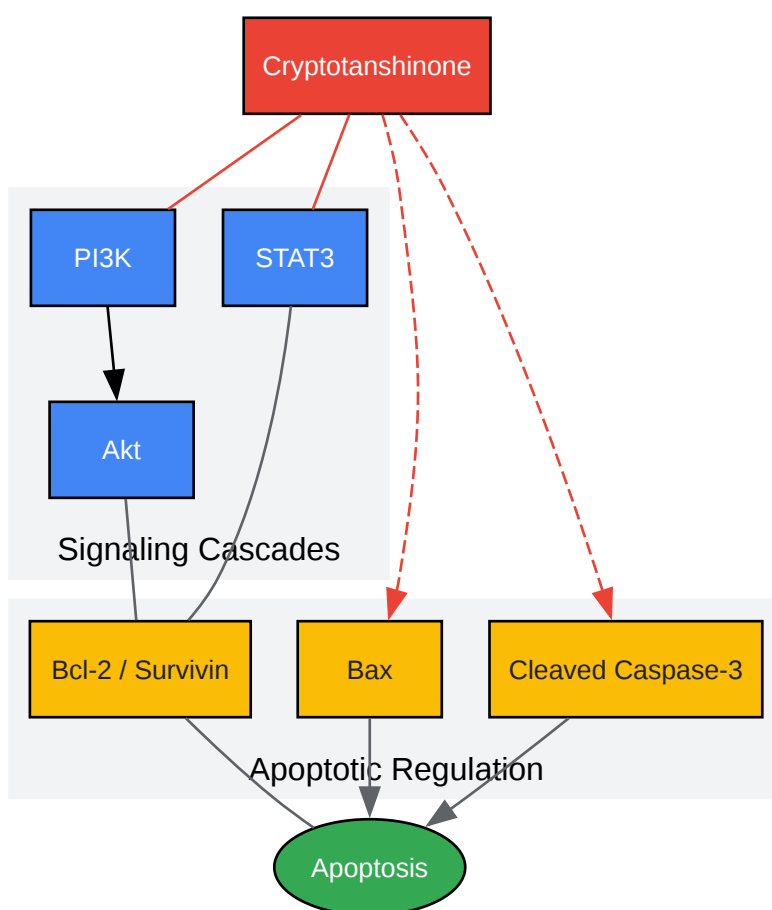 Cryptotanshinone
PI3K
STAT3
Akt
Signaling Cascades
Bcl-2 / Survivin
Bax
Cleaved Caspase-3
Apoptotic Regulation
Apoptosis